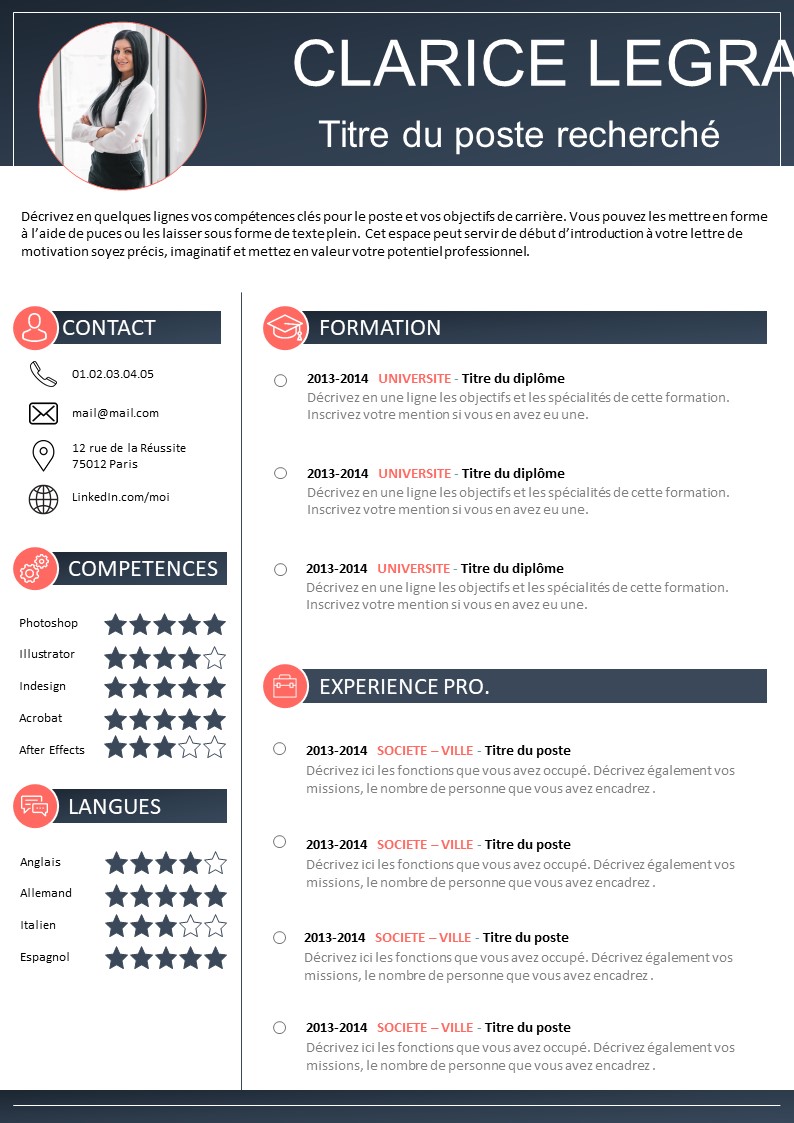 CLARICE LEGRA
Titre du poste recherché
Décrivez en quelques lignes vos compétences clés pour le poste et vos objectifs de carrière. Vous pouvez les mettre en forme
à l’aide de puces ou les laisser sous forme de texte plein. Cet espace peut servir de début d’introduction à votre lettre de
motivation soyez précis, imaginatif et mettez en valeur votre potentiel professionnel.
CONTACT
01.02.03.04.05
mail@mail.com
12 rue de la Réussite
75012 Paris
LinkedIn.com/moi
COMPETENCES
Photoshop
Illustrator
Indesign
Acrobat
After Effects
LANGUES
Anglais
Allemand
Italien
Espagnol
FORMATION
2013-2014 UNIVERSITE - Titre du diplôme
Décrivez en une ligne les objectifs et les spécialités de cette formation.
Inscrivez votre mention si vous en avez eu une.
2013-2014 UNIVERSITE - Titre du diplôme
Décrivez en une ligne les objectifs et les spécialités de cette formation.
Inscrivez votre mention si vous en avez eu une.
2013-2014 UNIVERSITE - Titre du diplôme
Décrivez en une ligne les objectifs et les spécialités de cette formation.
Inscrivez votre mention si vous en avez eu une.
EXPERIENCE PRO.
2013-2014 SOCIETE – VILLE - Titre du poste
Décrivez ici les fonctions que vous avez occupé. Décrivez également vos
missions, le nombre de personne que vous avez encadrez .
2013-2014 SOCIETE – VILLE - Titre du poste
Décrivez ici les fonctions que vous avez occupé. Décrivez également vos
missions, le nombre de personne que vous avez encadrez .
2013-2014 SOCIETE – VILLE - Titre du poste
Décrivez ici les fonctions que vous avez occupé. Décrivez également vos
missions, le nombre de personne que vous avez encadrez .
2013-2014 SOCIETE – VILLE - Titre du poste
Décrivez ici les fonctions que vous avez occupé. Décrivez également vos
missions, le nombre de personne que vous avez encadrez .